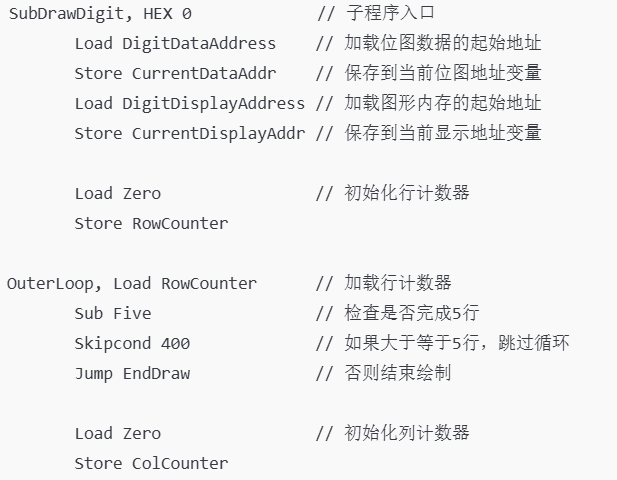 SubDrawDigit, HEX 0 // 子程序入口
Load DigitDataAddress // 加载位图数据的起始地址
Store CurrentDataAddr // 保存到当前位图地址变量
Load DigitDisplayAddress // 加载图形内存的起始地址
Store CurrentDisplayAddr // 保存到当前显示地址变量
Load Zero // 初始化行计数器
Store RowCounter
OuterLoop, Load RowCounter // 加载行计数器
Sub Five // 检查是否完成5行
Skipcond 400 // 如果大于等于5行，跳过循环
Jump EndDraw // 否则结束绘制
Load Zero // 初始化列计数器
Store ColCounter